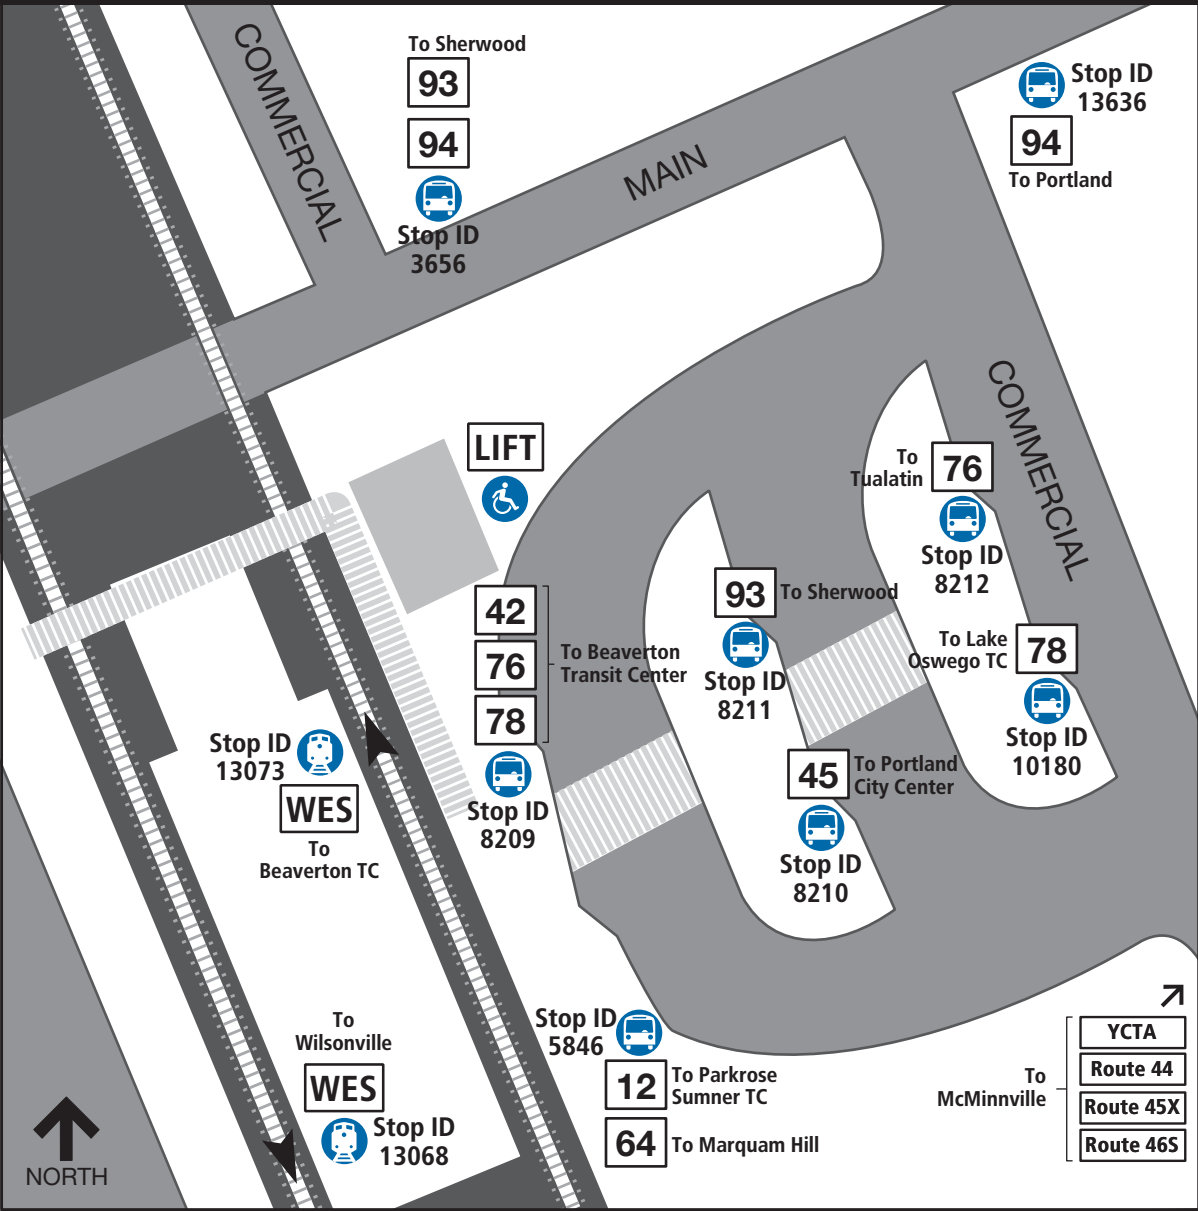 COMMERCIAL
To Sherwood
93
94
Stop ID
3656
MAIN
Stop ID
13636
94
To Portland
COMMERCIAL
LIFT
To
Tualatin
76
Stop ID
8212
42
76
78
To Beaverton
Transit Center
Stop ID
8209
93
To Sherwood
Stop ID
8211
To Lake
Oswego TC
78
Stop ID
10180
45
To Portland
City Center
Stop ID
8210
Stop ID
13073
WES
To
Beaverton TC
To
Wilsonville
WES
Stop ID
13068
Stop ID
5846
12
To Parkrose
Sumner TC
64
To Marquam Hill
To
McMinnville
YCTA
Route 44
Route 45X
Route 46S
NORTH